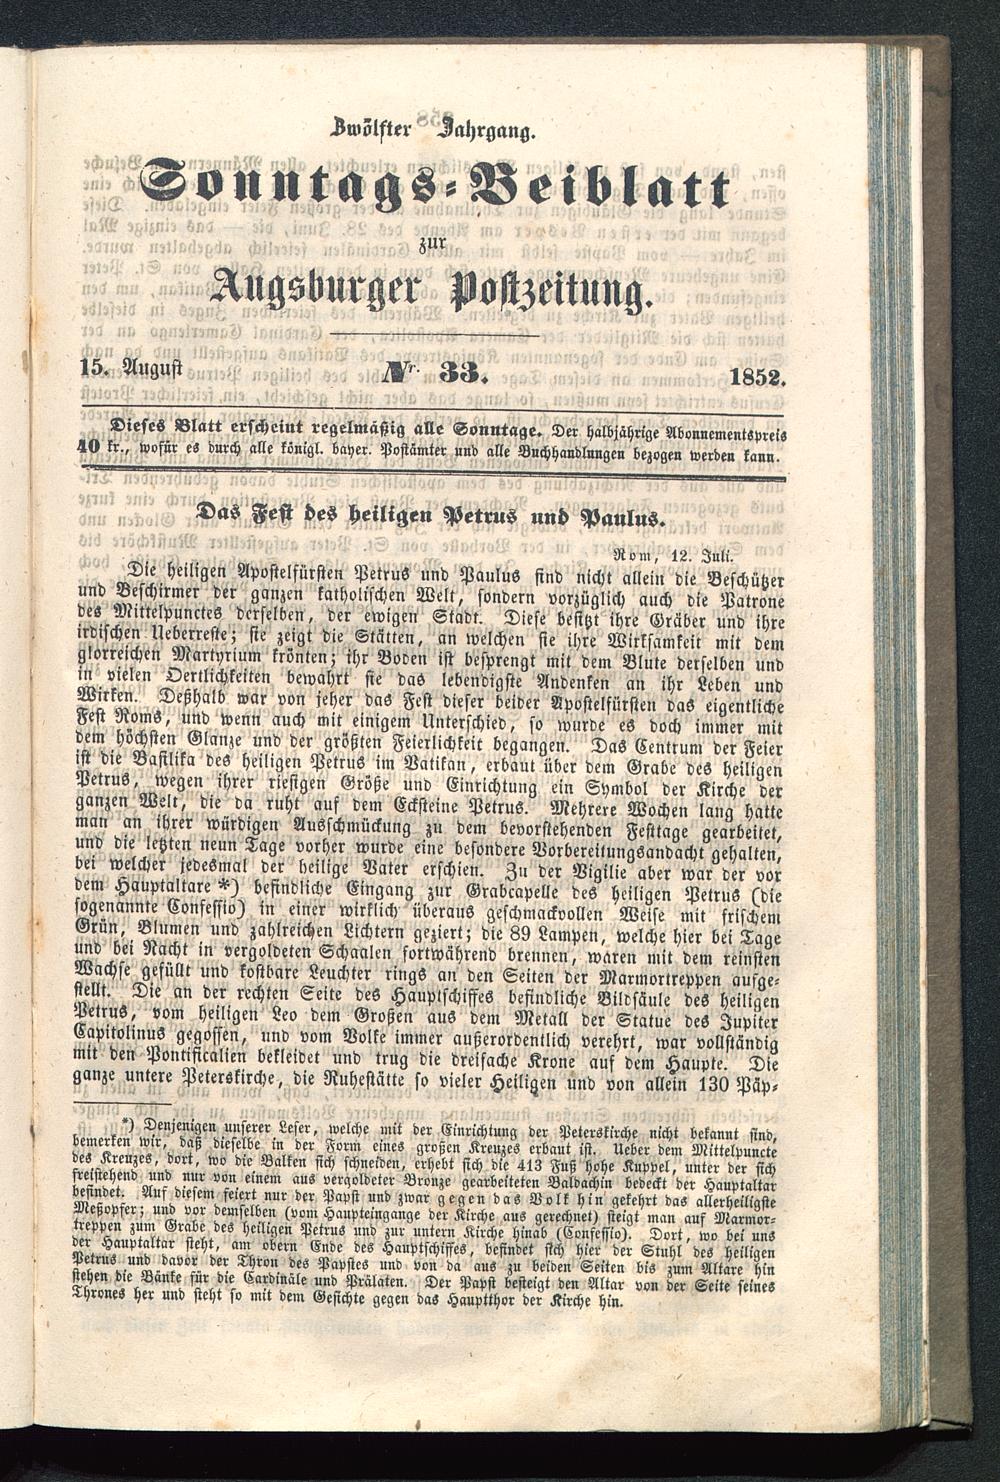 Zwölfter Jahrgang.
Sonntags-Beiblatt
zur
Augsburger Postzeitung.
15. August Nr. 33. 1852.
Dieses Blatt erscheint regelmäßig alle Sonntage. Der halbjährige Abonnementspreis
40 kr., wofür es durch alle königl. bayer. Postämter und alle Buchhandlungen bezogen werden kann.
Das Fest des heiligen Petrus und Paulus.
Rom, 12. Juli.
Die heiligen Apostelfürsten Petrus und Paulus sind nicht allein die Beschützer
und Beschirmer der ganzen katholischen Welt, sondern vorzüglich auch die Patrone
des Mittelpunctes derselben, der ewigen Stadt. Diese besitzt ihre Gräber und ihre
irdischen Ueberreste; sie zeigt die Stätten, an welchen sie ihre Wirksamkeit mit dem
glorreichen Martyrium krönten; ihr Boden ist besprengt mit dem Blute derselben und
in vielen Oertlichkeiten bewahrt sie das lebendigste Andenken an ihr Leben und
Wirken. Deßhalb war von jeher das Fest dieser beider Apostelfürsten das eigentliche
Fest Roms, und wenn auch mit einigem Unterschied, so wurde es doch immer mit
dem höchsten Glanze und der größten Feierlichkeit begangen. Das Centrum der Feier
ist die Basilika des heiligen Petrus im Vatikan, erbaut über dem Grabe des heiligen
Petrus, wegen ihrer riesigen Größe und Einrichtung ein Symbol der Kirche der
ganzen Welt, die da ruht auf dem Ecksteine Petrus. Mehrere Wochen lang hatte
man an ihrer würdigen Ausschmückung zu dem bevorstehenden Festtage gearbeitet,
und die letzten neun Tage vorher wurde eine besondere Vorbereitungsandacht gehalten,
bei welcher jedesmal der heilige Vater erschien. Zu der Vigilie aber war der vor
dem Hauptaltare *) befindliche Eingang zur Grabcapelle des heiligen Petrus (die
sogenannte Confessio) in einer wirklich überaus geschmackvollen Weise mit frischem
Grün, Blumen und zahlreichen Lichtern geziert; die 89 Lampen, welche hier bei Tage
und bei Nacht in vergoldeten Schaalen fortwährend brennen, waren mit dem reinsten
Wachse gefüllt und kostbare Leuchter rings an den Seiten der Marmortreppen aufge-
stellt. Die an der rechten Seite des Hauptschiffes befindliche Bildsäule des heiligen
Petrus, vom heiligen Leo dem Großen aus dem Metall der Statue des Jupiter
Capitolinus gegossen, und vom Volke immer außerordentlich verehrt, war vollständig
mit den Pontificalien bekleidet und trug die dreifache Krone auf dem Haupte. Die
ganze untere Peterskirche, die Ruhestätte so vieler Heiligen und von allein 130 Päp-
*) Denjenigen unserer Leser, welche mit der Einrichtung der Peterskirche nicht bekannt sind,
bemerken wir, daß dieselbe in der Form eines großen Kreuzes erbaut ist. Ueber dem Mittelpuncte
des Kreuzes, dort, wo die Balken sich schneiden, erhebt sich die 413 Fuß hohe Kuppel, unter der sich
freistehend und nur von einem aus vergoldeter Bronze gearbeiteten Baldachin bedeckt der Hauptaltar
befindet. Auf diesem feiert nur der Papst und zwar gegen das Volk hin gekehrt das allerheiligste
Meßopfer; und vor demselben (vom Haupteingange der Kirche aus gerechnet) steigt man auf Marmor-
treppen zum Grabe des heiligen Petrus und zur untern Kirche hinab (Confessio). Dort, wo bei uns
der Hauptaltar steht, am obern Ende des Hauptschiffes, befindet sich hier der Stuhl des heiligen
Petrus und davor der Thron des Papstes und von da aus zu beiden Seiten bis zum Altare hin
stehen die Bänke für die Cardinäle und Prälaten. Der Papst besteigt den Altar von der Seite seines
Thrones her und steht so mit dem Gesichte gegen das Hauptthor der Kirche hin.